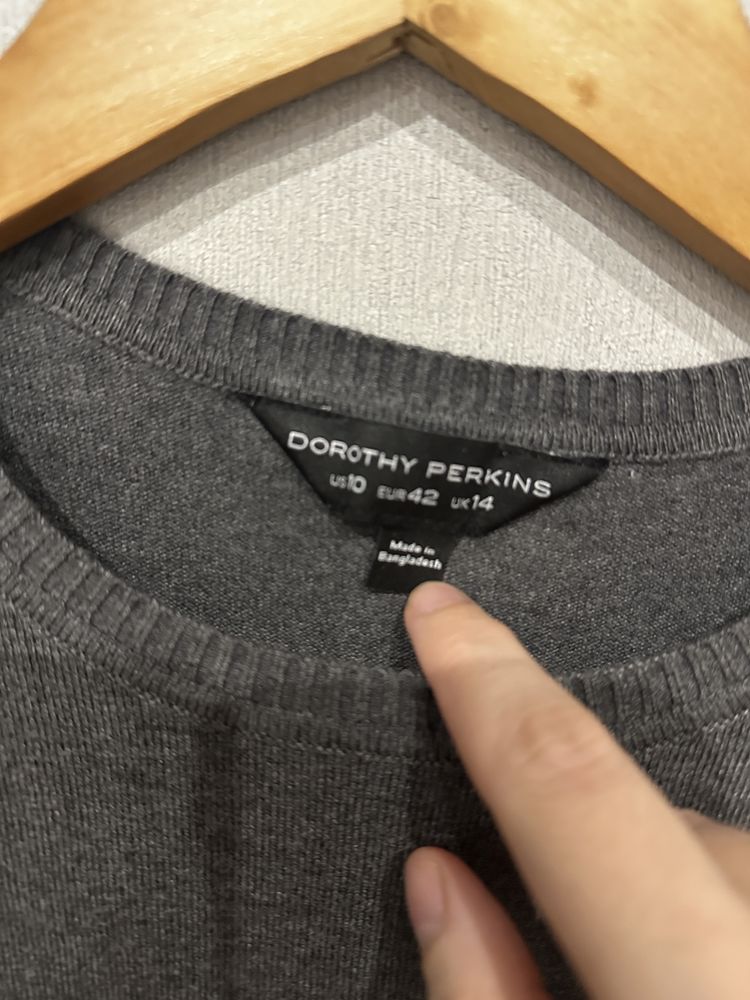 DOROTHY PERKINS
US10 EUR42 UK14
Made in
Bangladesh